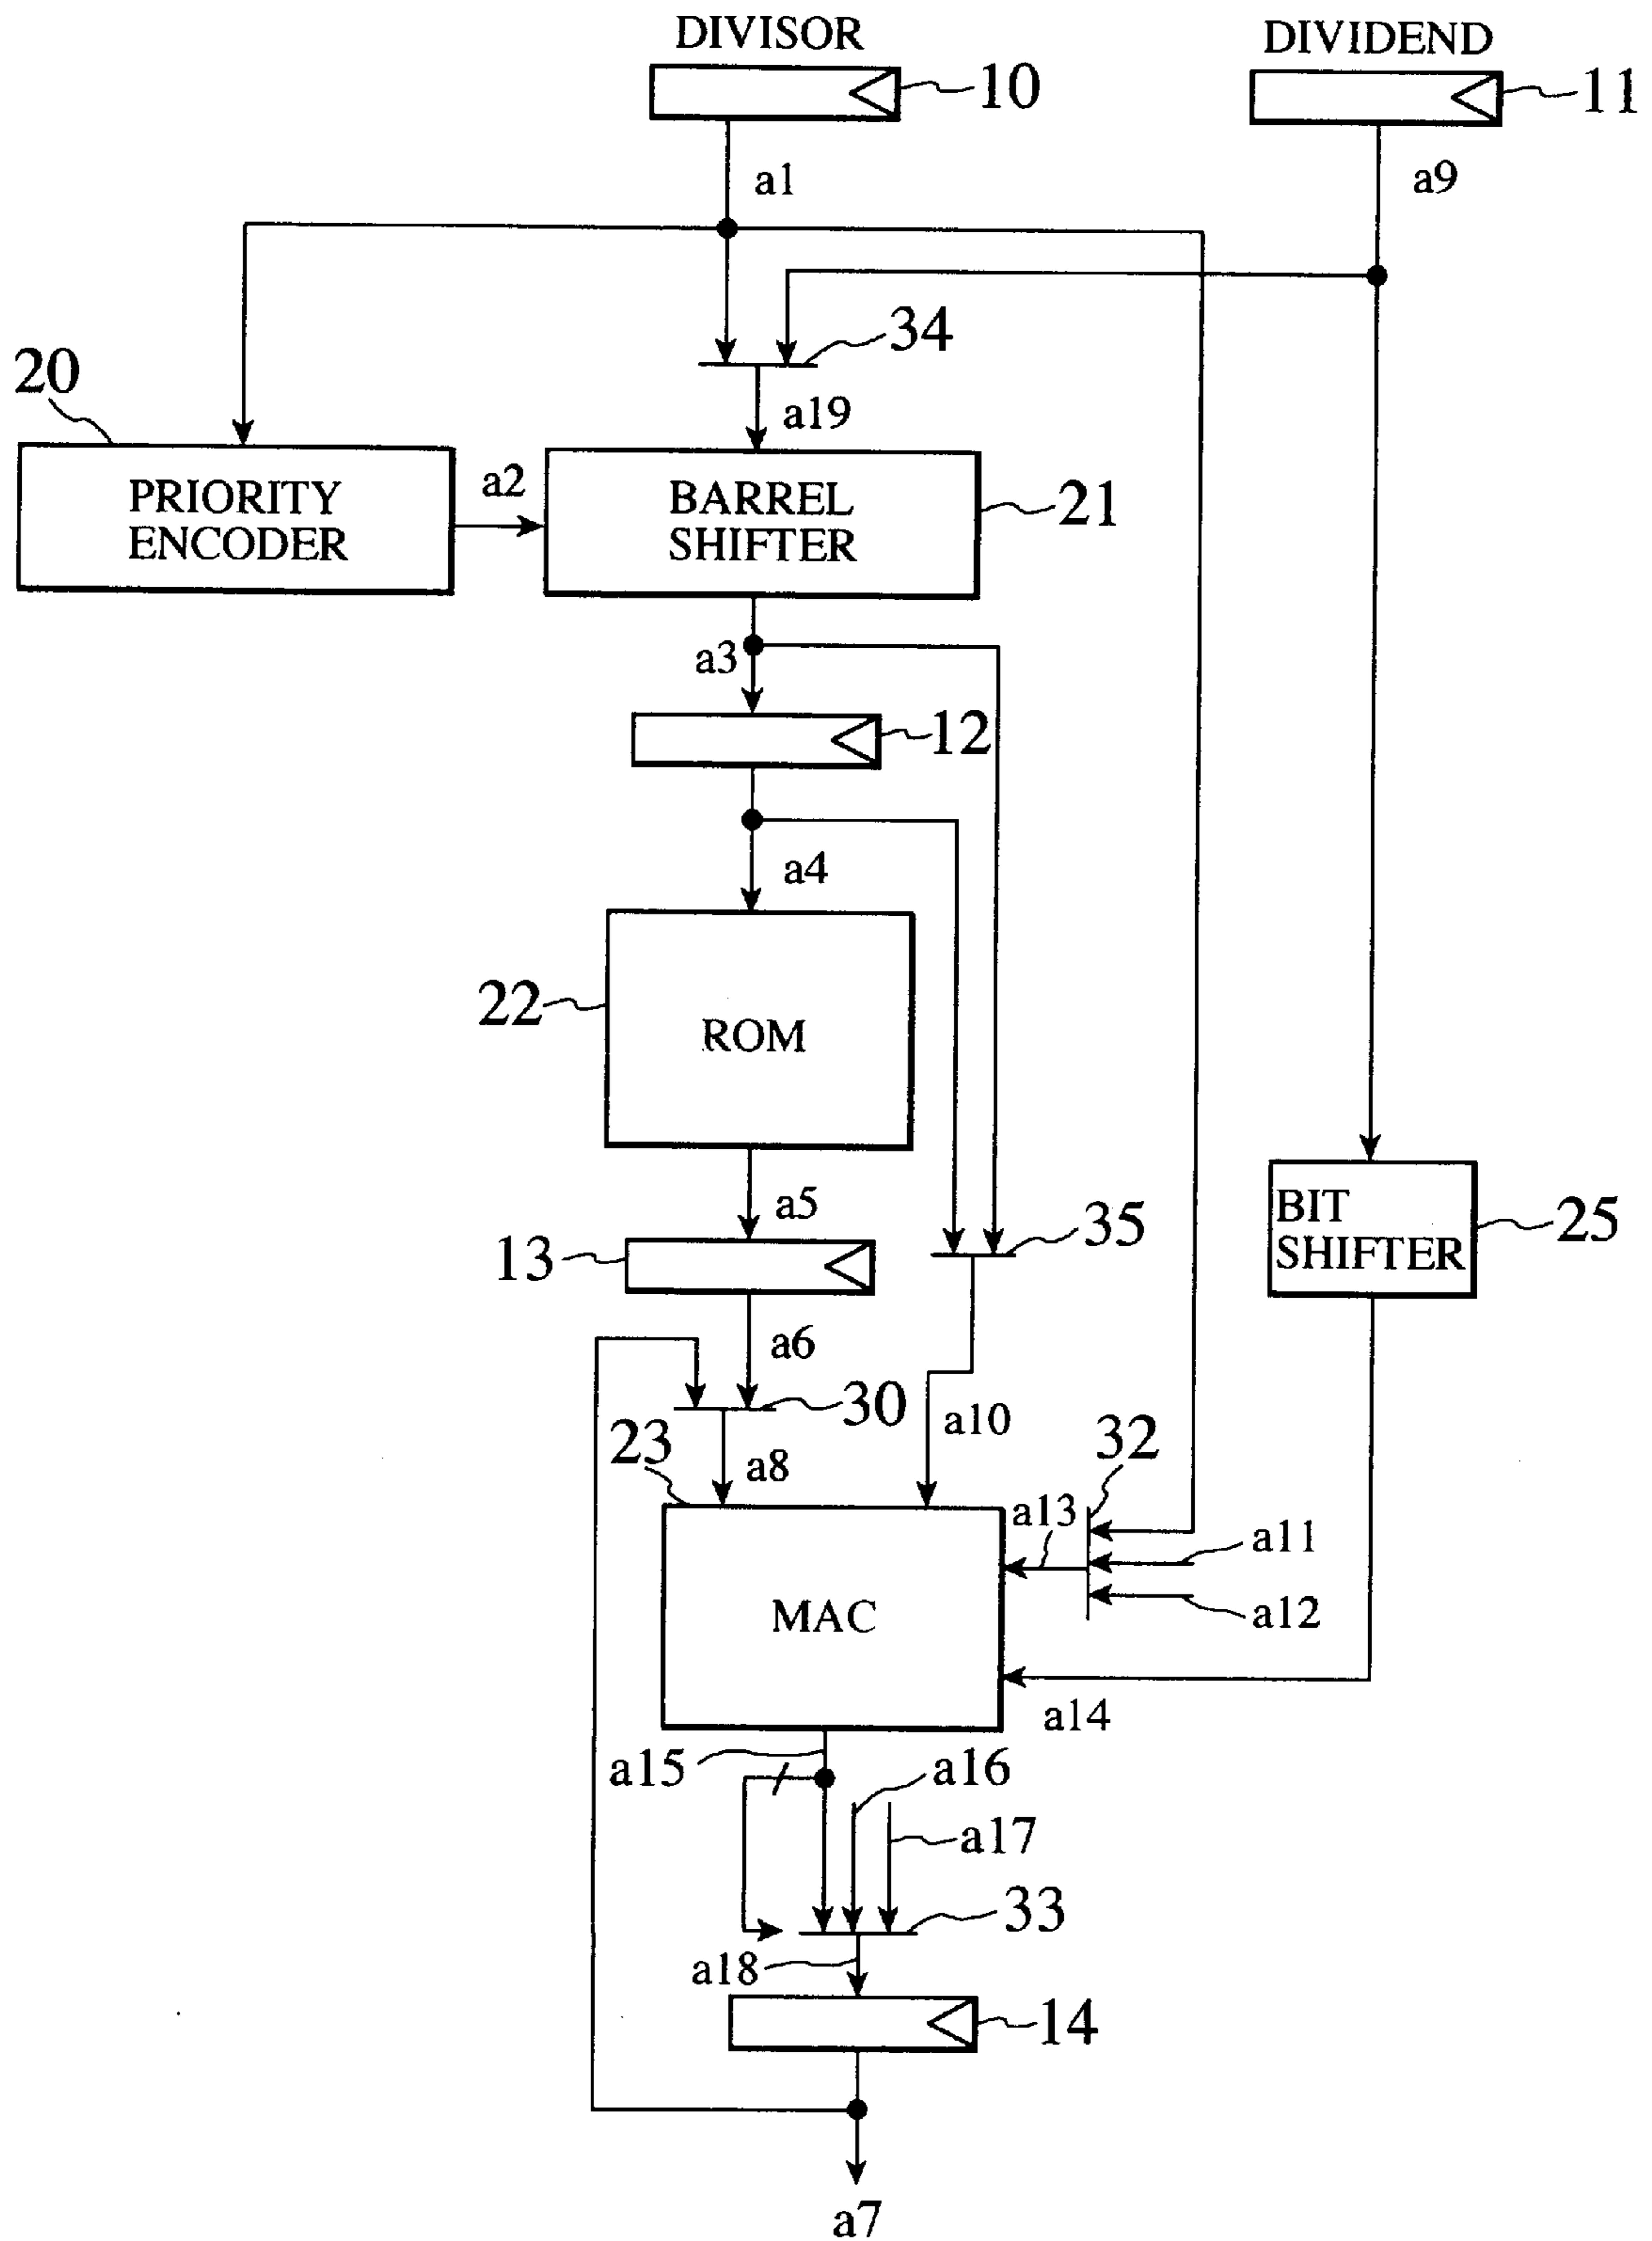 DIVISOR
DIVIDEND
10
11
a1
a9
34
20
a19
PRIORITY
ENCODER
a2
BARREL
SHIFTER
21
a3
12
a4
22
ROM
a5
35
BIT
SHIFTER
25
13
a6
30
a10
23
a8
32
a13
a11
MAC
a12
a14
a15
a16
a17
33
a18
14
a7